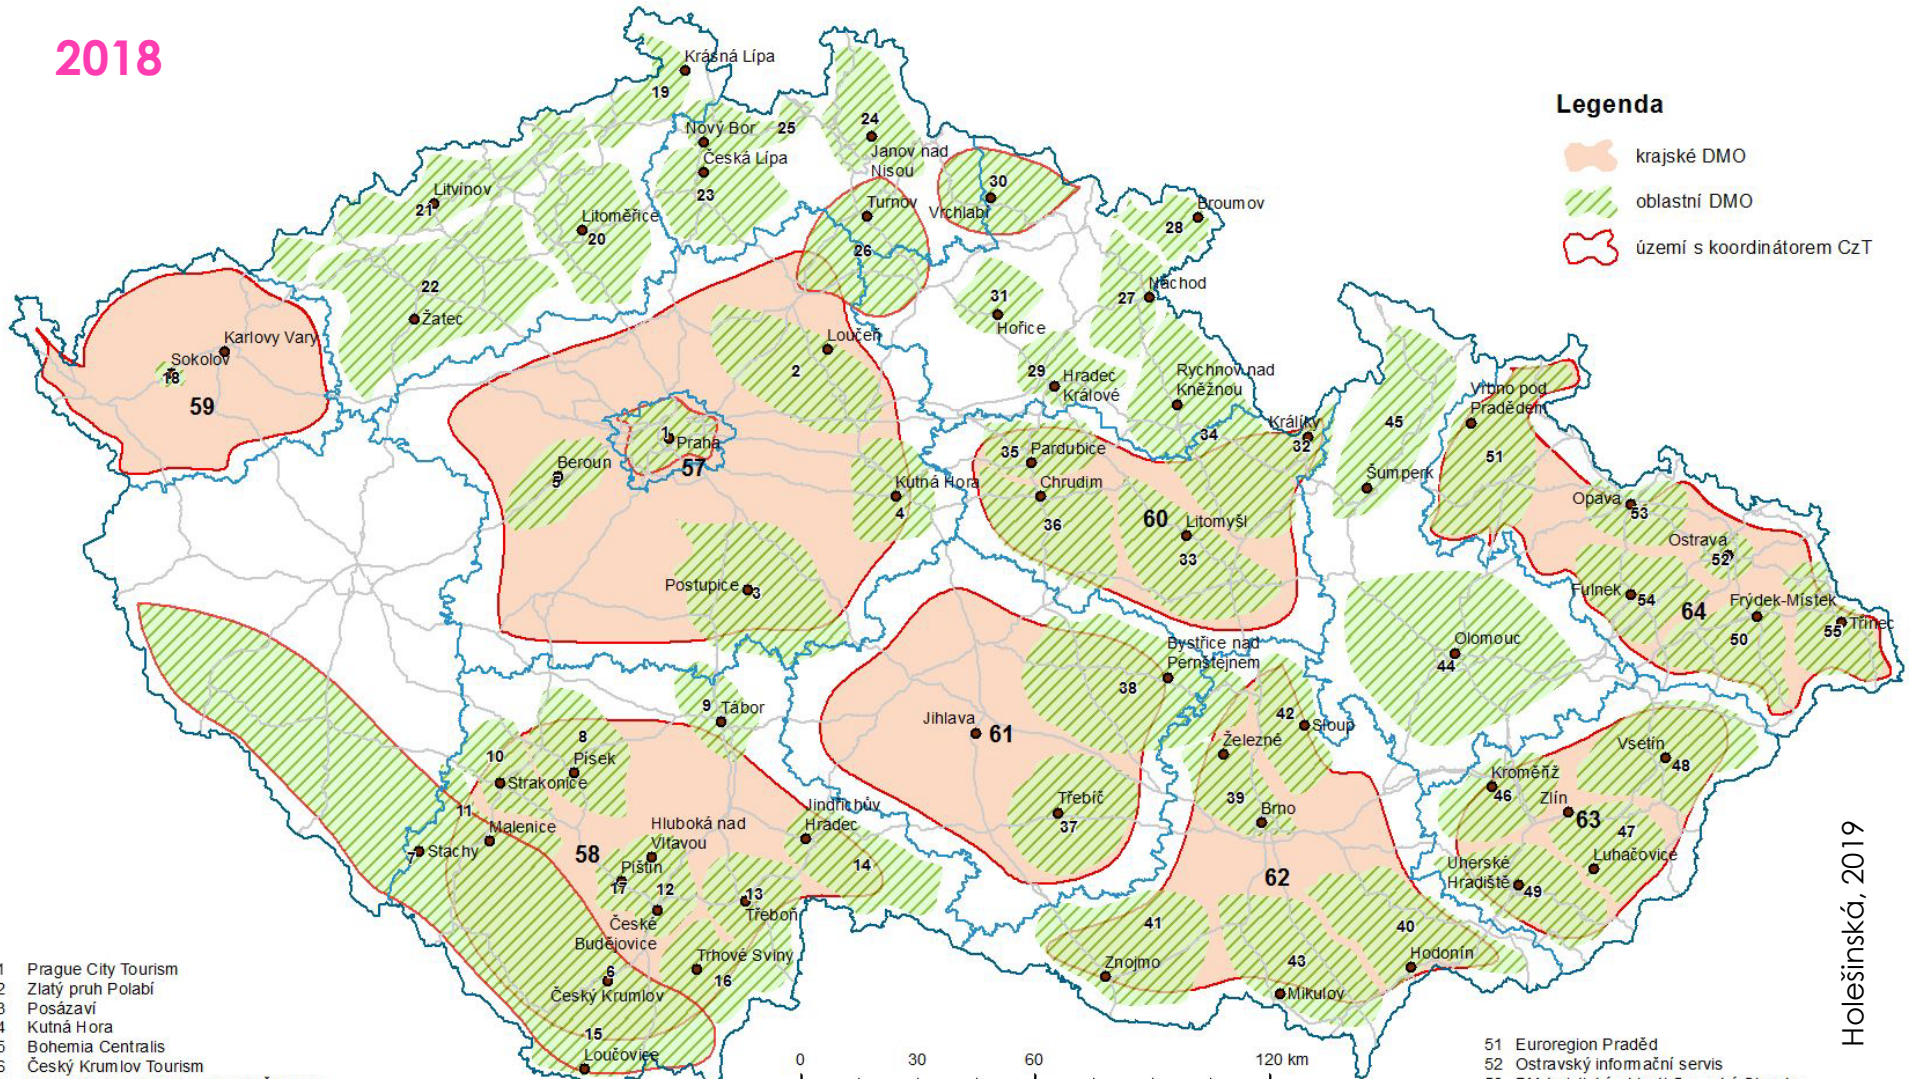 2018
Legenda
krajské DMO
oblastní DMO
území s koordinátorem CzT
Krásná Lípa
19
Nový Bor
25
24
Janov nad
Nisou
Česká Lípa
23
Litvínov
21
Litoměřice
20
Turnov
26
30
Vrchlabí
Broumov
28
22
Žatec
31
Hořice
27
Náchod
Karlovy Vary
Sokolov
18
59
Loučeň
2
29
Hradec
Králové
Rychnov nad
Kněžnou
34
Králíky
32
45
Šumperk
Vrbno pod
Pradědem
51
1
Praha
57
Beroun
5
Kutná Hora
4
35
Pardubice
Chrudim
36
60
Litomyšl
33
Opava
53
Ostrava
52
Fulnek
54
64
Frýdek-Místek
50
55
Třinec
Postupice
3
Olomouc
44
Bystřice nad
Pernštejnem
38
9
Tábor
Jihlava
61
42
Sloup
Železné
8
Písek
10
Strakonice
11
Malenice
7
Stachy
Vsetín
48
Kroměříž
46
Zlín
63
47
Luhačovice
Uherské
Hradiště
49
Třebíč
37
39
Brno
Jindřichův
Hradec
14
Hluboká nad
Vltavou
58
Pištín
17
12
13
Třeboň
České
Budějovice
62
41
Znojmo
43
40
Hodonín
Mikulov
Trhové Sviny
16
6
Český Krumlov
15
Loučovice
Holešinská, 2019
1 Prague City Tourism
2 Zlatý pruh Polabí
3 Posázaví
4 Kutná Hora
5 Bohemia Centralis
6 Český Krumlov Tourism
0 30 60 120 km
51 Euroregion Praděd
52 Ostravský informační servis